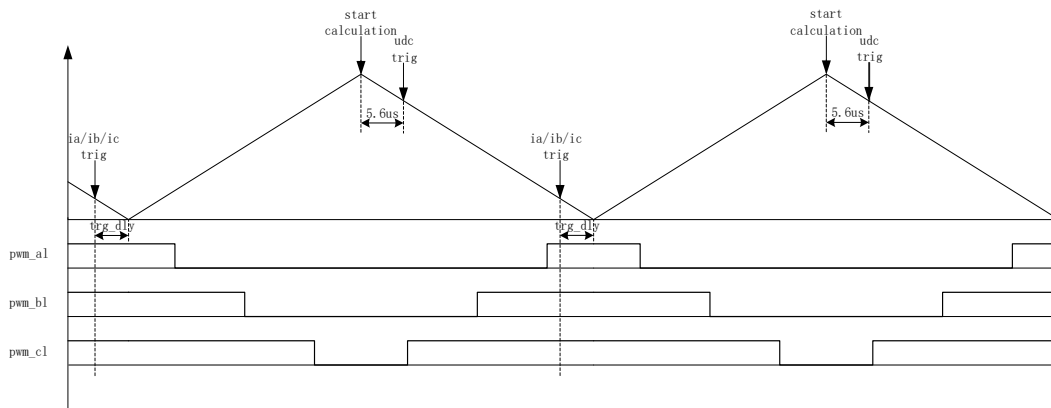 start
calculation
udc
trig
5.6us
ia/ib/ic
trig
trg_dly
start
calculation
udc
trig
5.6us
ia/ib/ic
trig
trg_dly
pwm_al
pwm_bl
pwm_cl